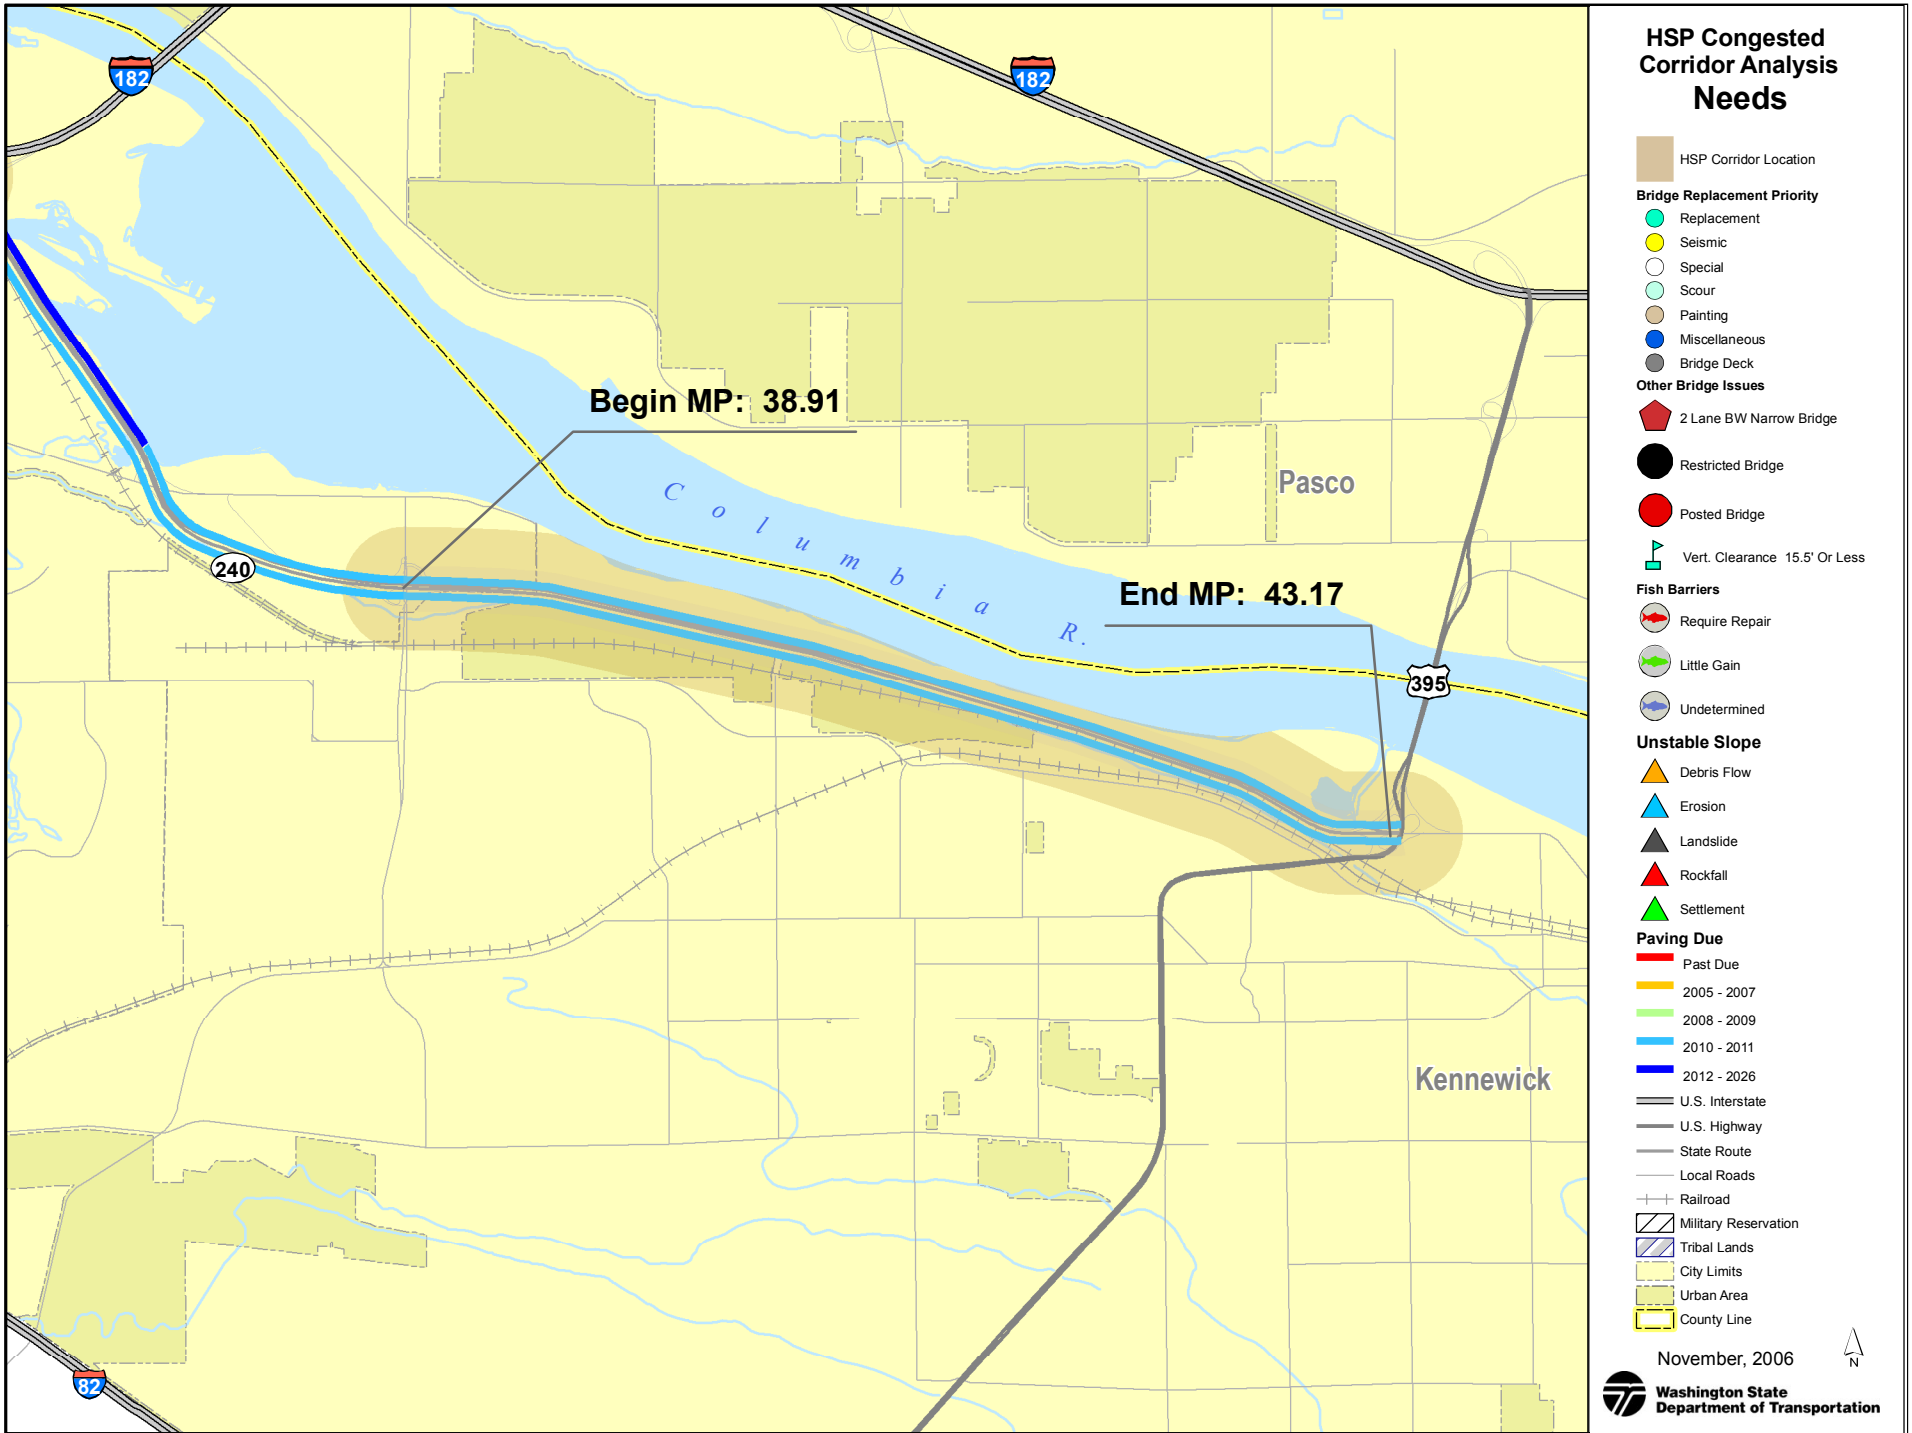 182
182
Begin MP: 38.91
Pasco
Columbia R.
240
End MP: 43.17
395
Kennewick
82
HSP Congested
Corridor Analysis
Needs
HSP Corridor Location
Bridge Replacement Priority
Replacement
Seismic
Special
Scour
Painting
Miscellaneous
Bridge Deck
Other Bridge Issues
2 Lane BW Narrow Bridge
Restricted Bridge
Posted Bridge
Vert. Clearance 15.5' Or Less
Fish Barriers
Require Repair
Little Gain
Undetermined
Unstable Slope
Debris Flow
Erosion
Landslide
Rockfall
Settlement
Paving Due
Past Due
2005 - 2007
2008 - 2009
2010 - 2011
2012 - 2026
U.S. Interstate
U.S. Highway
State Route
Local Roads
Railroad
Military Reservation
Tribal Lands
City Limits
Urban Area
County Line
November, 2006
N
Washington State
Department of Transportation